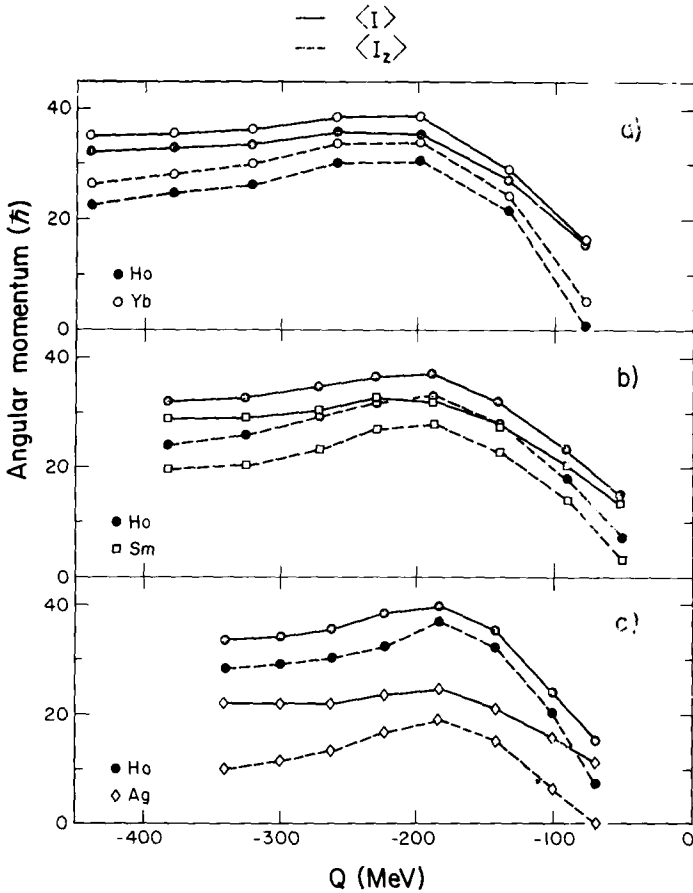 ⟨I⟩
⟨I_z⟩
Angular momentum (ℏ)
40
20
0
a)
Ho
Yb
40
20
0
b)
Ho
Sm
40
20
0
c)
Ho
Ag
-400
-300
-200
-100
0
Q (MeV)